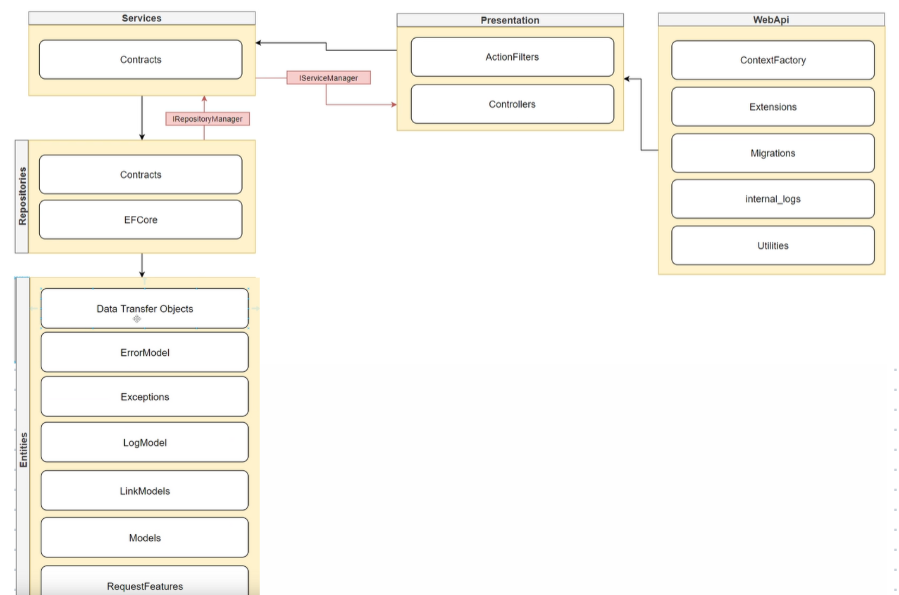 Services
Contracts
IRepositoryManager
IServiceManager
Presentation
ActionFilters
Controllers
WebApi
ContextFactory
Extensions
Migrations
internal_logs
Utilities
Repositories
Contracts
EFCore
Entities
Data Transfer Objects
ErrorModel
Exceptions
LogModel
LinkModels
Models
RequestFeatures